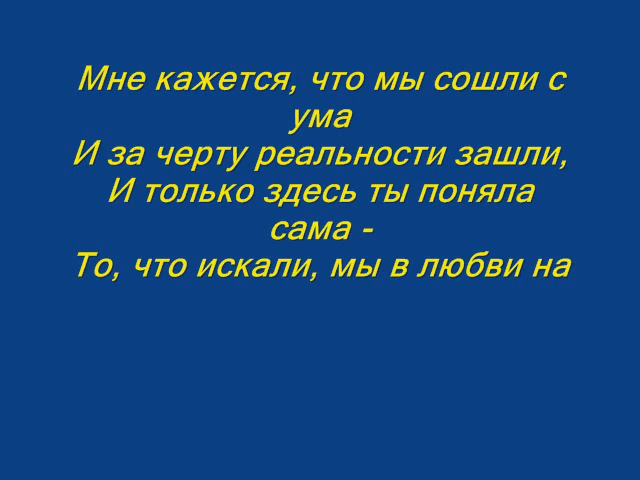 Мне кажется, что мы сошли с
ума
И за черту реальности зашли,
И только здесь ты поняла
сама -
То, что искали, мы в любви на